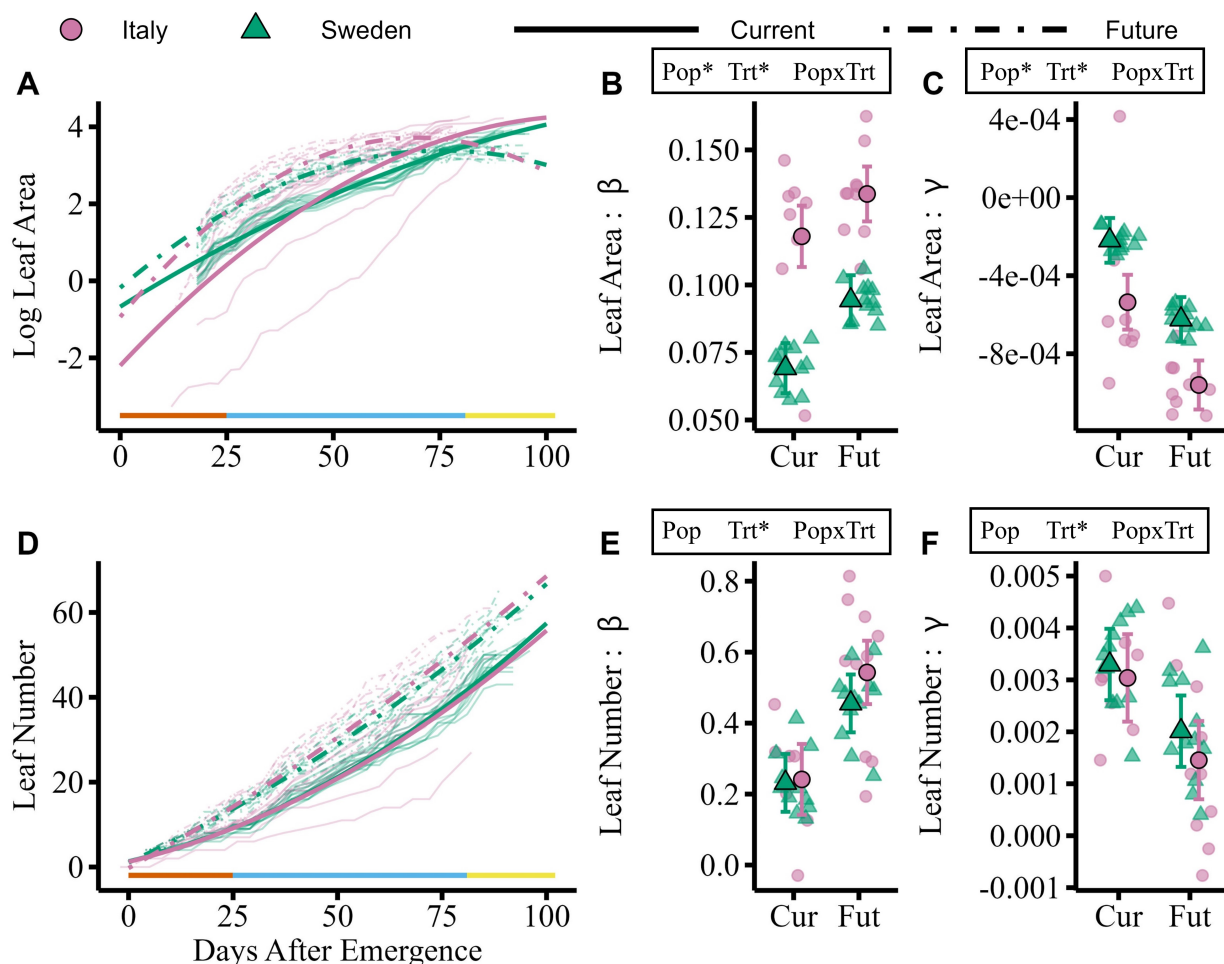 Italy Sweden Current Future
A
Log Leaf Area
4
2
0
-2
0 25 50 75 100
B
Pop* Trt* PopxTrt
Leaf Area : β
0.150
0.125
0.100
0.075
0.050
Cur Fut
C
Pop* Trt* PopxTrt
Leaf Area : γ
4e-04
0e+00
-4e-04
-8e-04
Cur Fut
D
Leaf Number
60
40
20
0
0 25 50 75 100
Days After Emergence
E
Pop Trt* PopxTrt
Leaf Number : β
0.8
0.6
0.4
0.2
0.0
Cur Fut
F
Pop Trt* PopxTrt
Leaf Number : γ
0.005
0.004
0.003
0.002
0.001
0.000
-0.001
Cur Fut